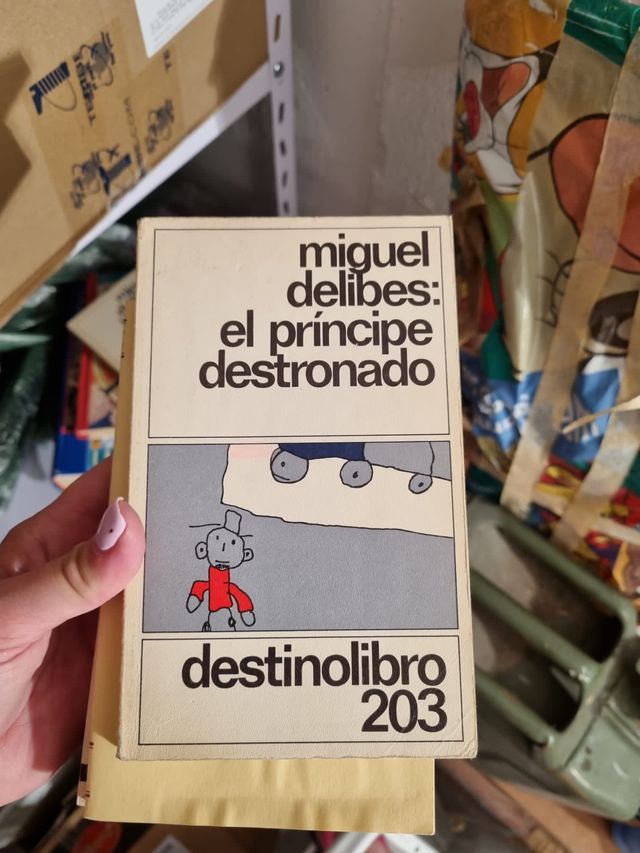 miguel
delibes:
el príncipe
destronado
destinolibro
203